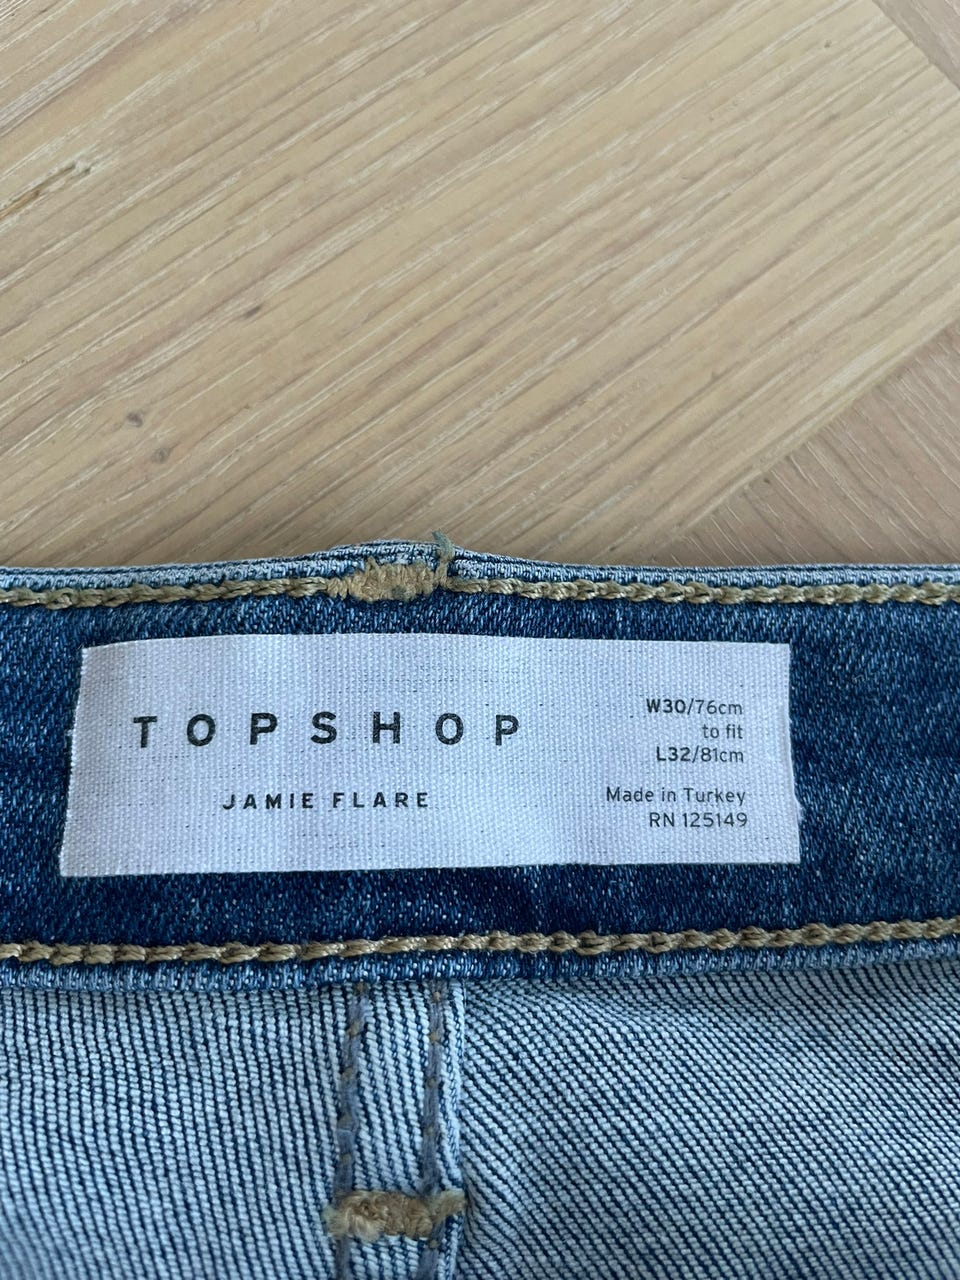 TOPSHOP
JAMIE FLARE
W30/76cm
to fit
L32/81cm
Made in Turkey
RN 125149